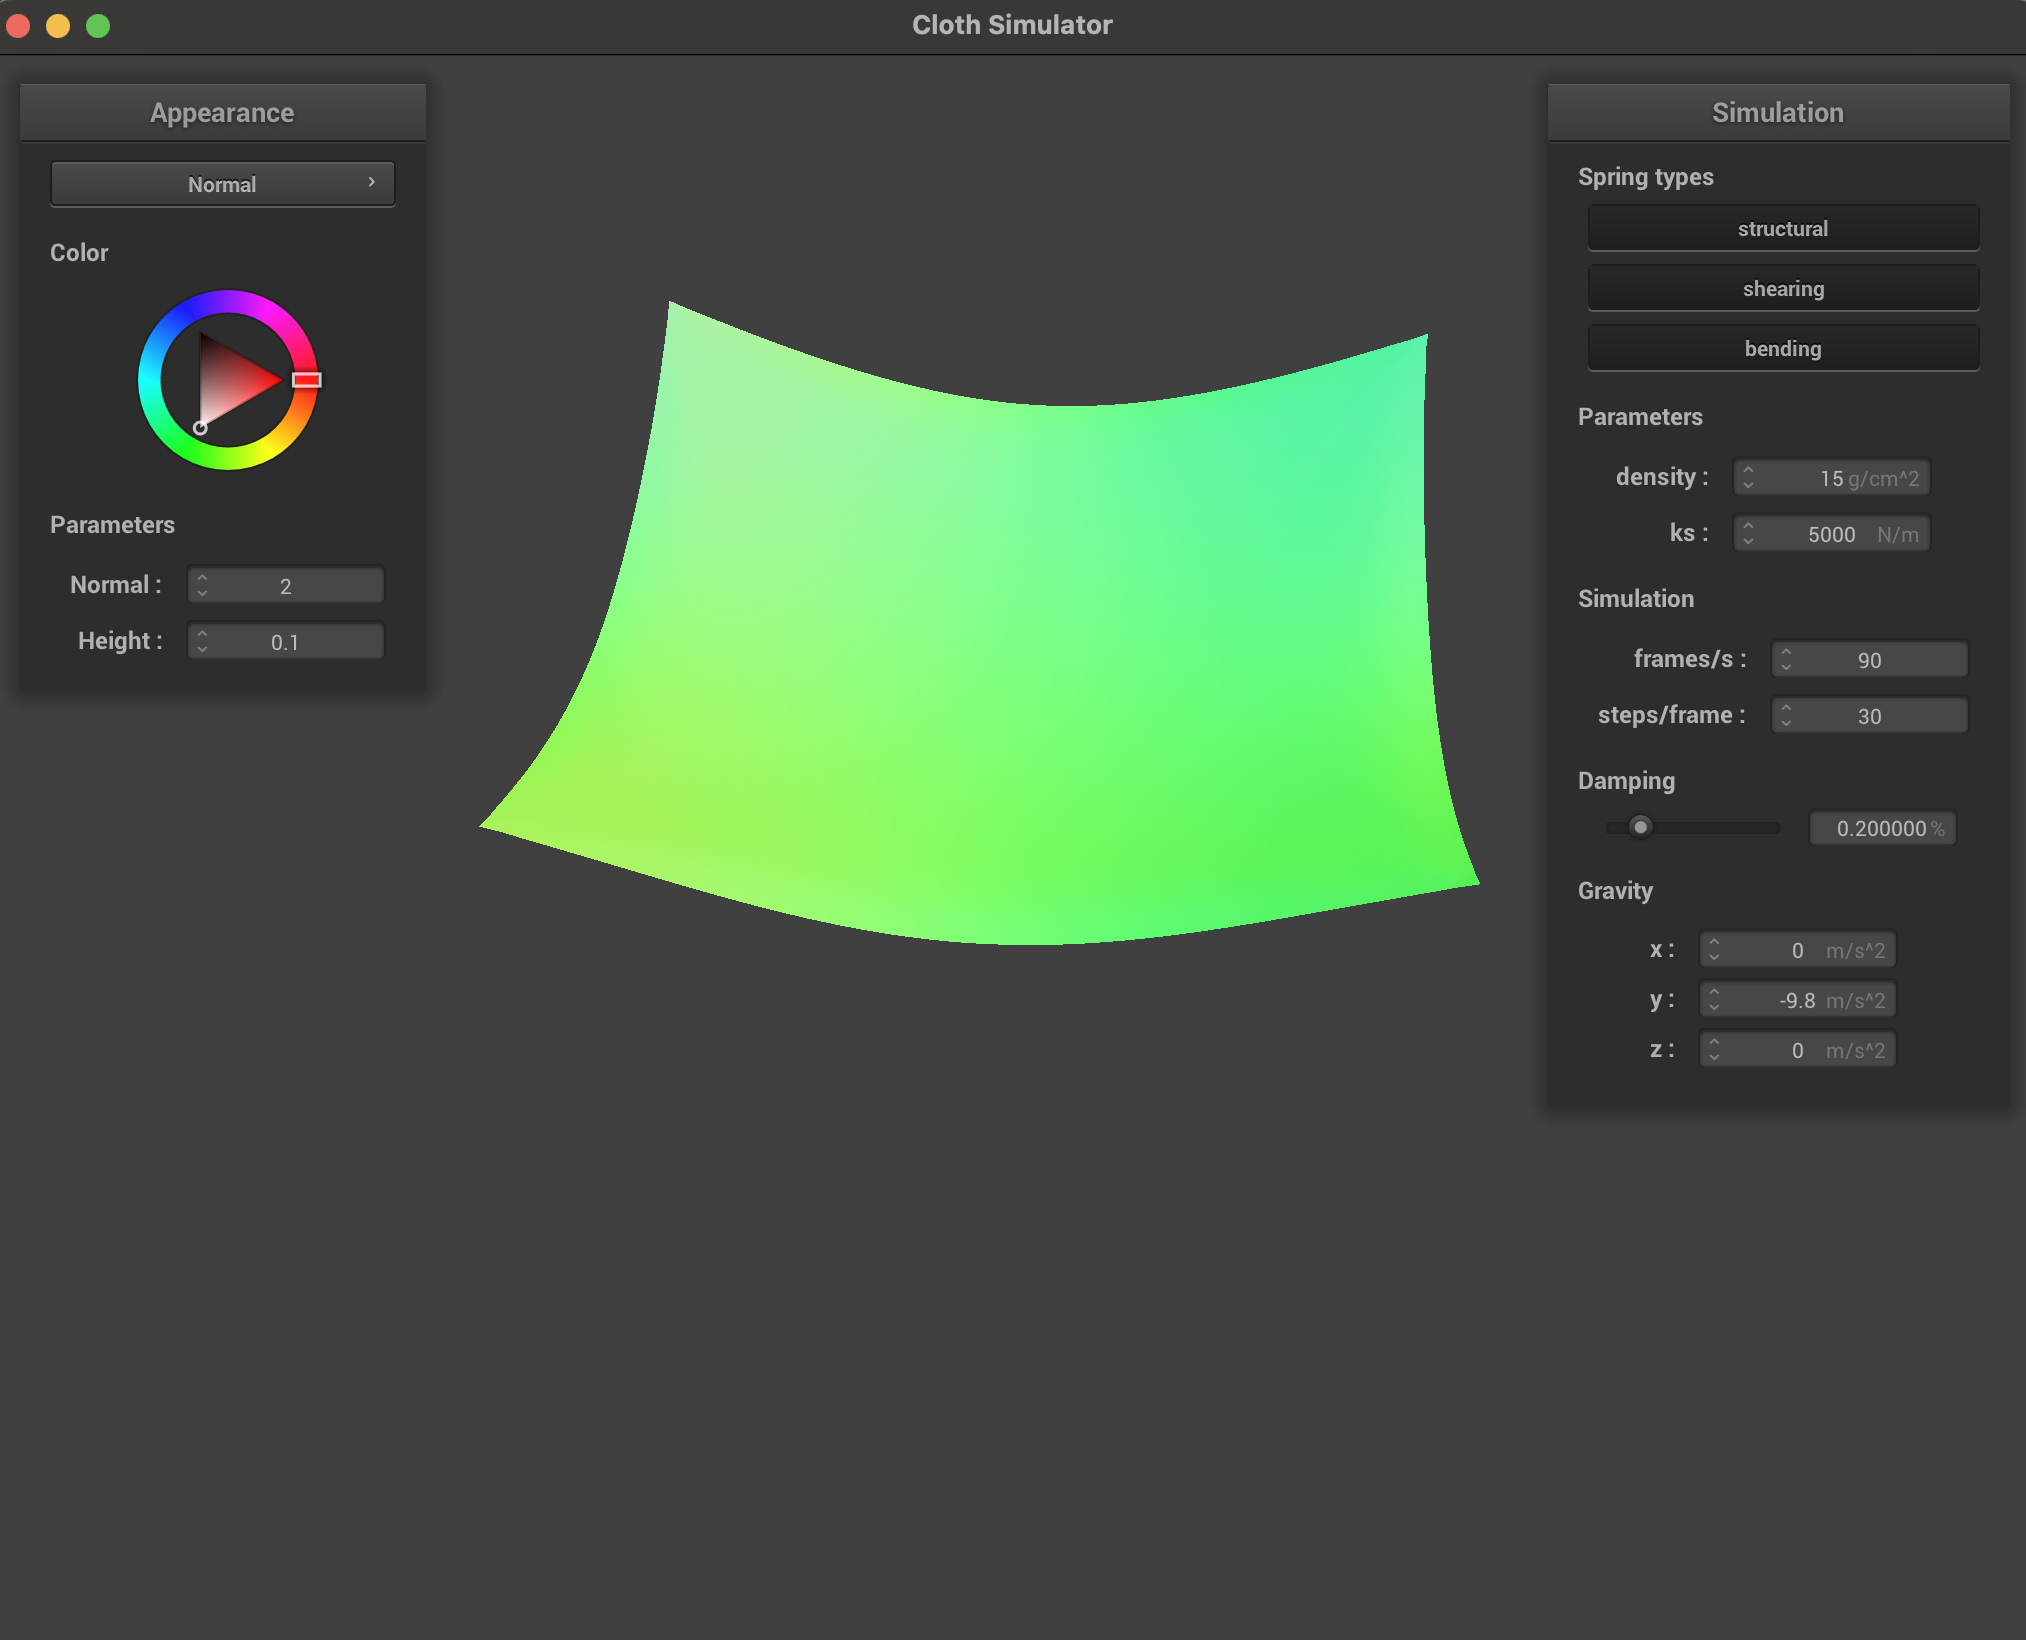 Cloth Simulator
Appearance
Normal
Color
Parameters
Normal : 2
Height : 0.1
Simulation
Spring types
structural
shearing
bending
Parameters
density : 15 g/cm^2
ks : 5000 N/m
Simulation
frames/s : 90
steps/frame : 30
Damping
0.200000 %
Gravity
x : 0 m/s^2
y : -9.8 m/s^2
z : 0 m/s^2